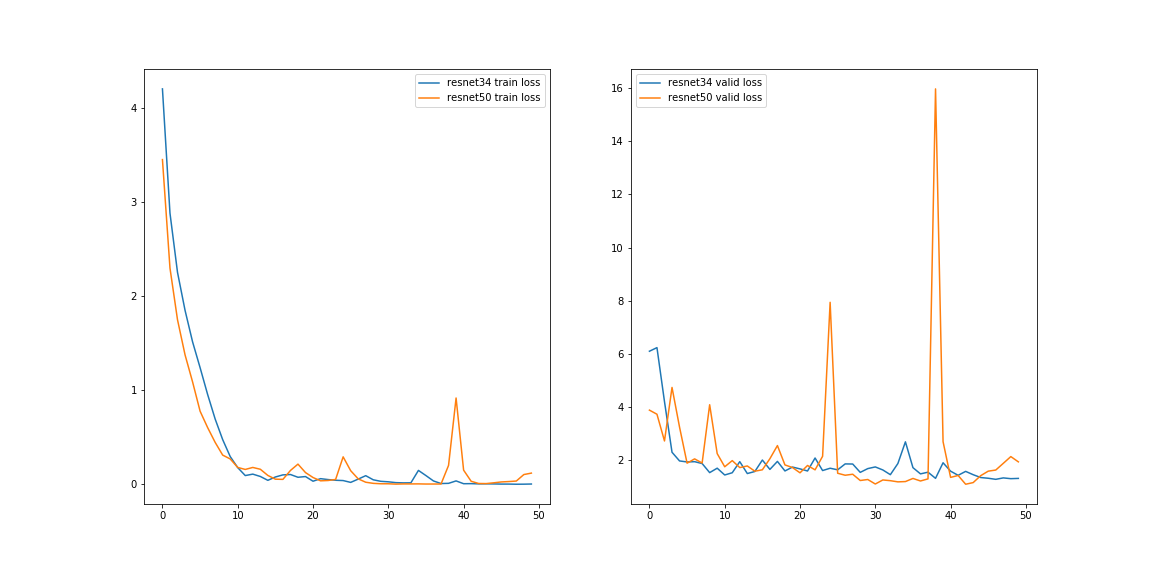 resnet34 train loss
resnet50 train loss
4
3
2
1
0
0 10 20 30 40 50
resnet34 valid loss
resnet50 valid loss
16
14
12
10
8
6
4
2
0 10 20 30 40 50